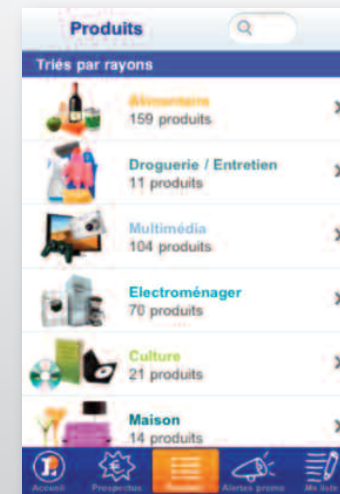 Produits
Triés par rayons
Alimentaire
159 produits
Droguerie / Entretien
11 produits
Multimédia
104 produits
Electroménager
70 produits
Culture
21 produits
Maison
14 produits
Accueil
Prospectus
Alertes promo
Ma liste